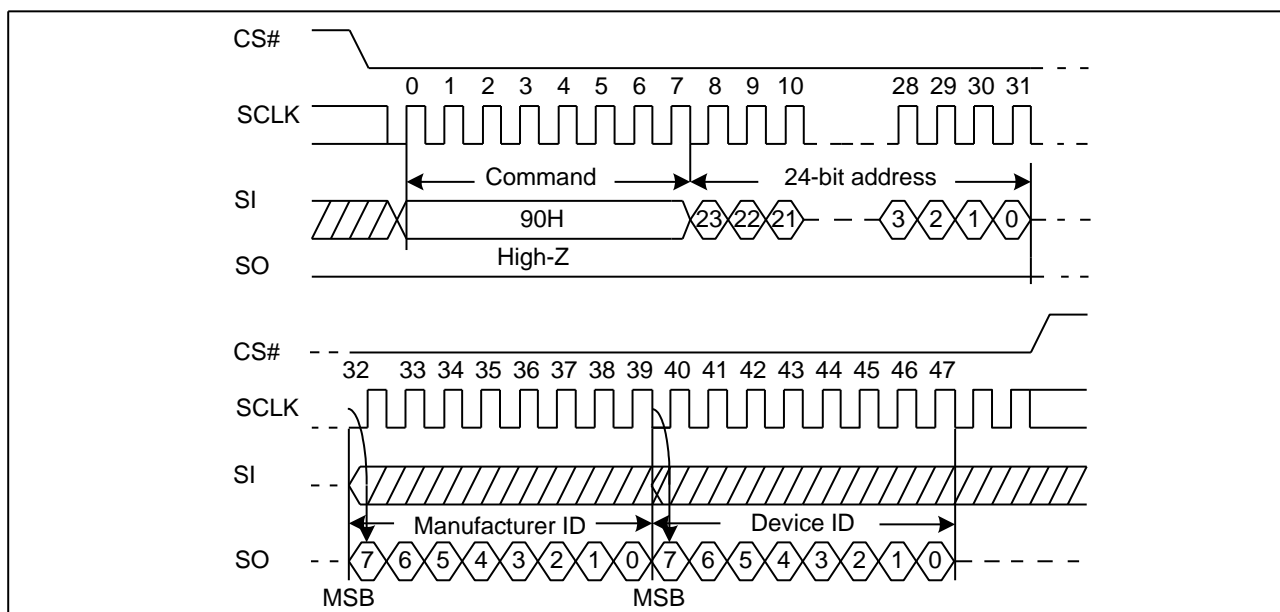 CS#
0 1 2 3 4 5 6 7 8 9 10 28 29 30 31
SCLK
Command 24-bit address
SI
90H 23 22 21 3 2 1 0
High-Z
SO
CS#
32 33 34 35 36 37 38 39 40 41 42 43 44 45 46 47
SCLK
SI
Manufacturer ID Device ID
SO 7 6 5 4 3 2 1 0 7 6 5 4 3 2 1 0
MSB MSB